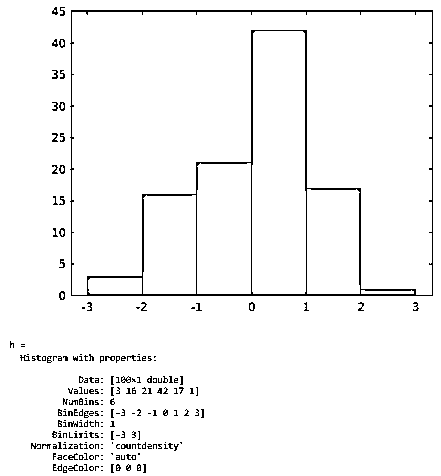 45
40
35
30
25
20
15
10
5
0
-3 -2 -1 0 1 2 3
h =
Histogram with properties:
Data: [100×1 double]
Values: [3 16 21 42 17 1]
NumBins: 6
BinEdges: [-3 -2 -1 0 1 2 3]
BinWidth: 1
BinLimits: [-3 3]
Normalization: 'countdensity'
FaceColor: 'auto'
EdgeColor: [0 0 0]